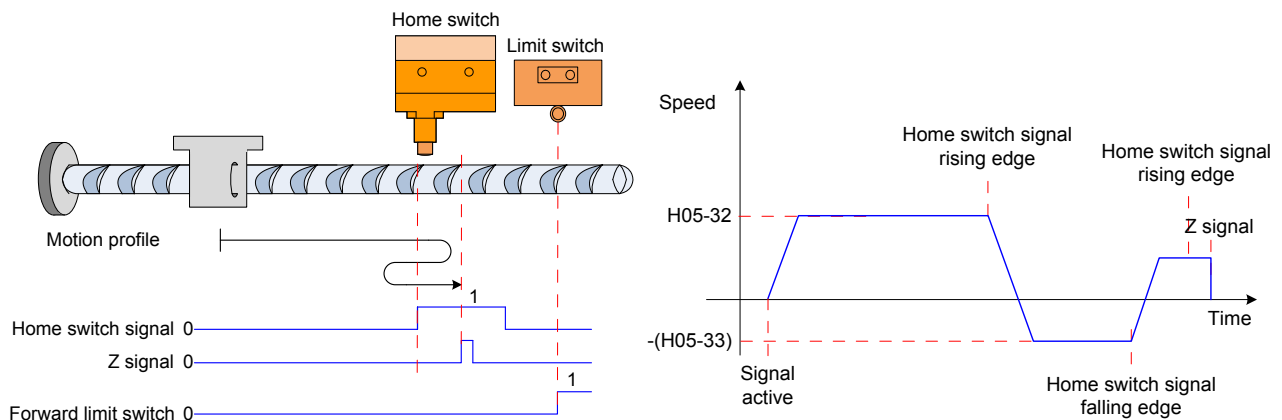 Home switch
Limit switch
Motion profile
1
Home switch signal 0
Z signal 0
1
Forward limit switch 0
Speed
Home switch signal
rising edge
Home switch signal
rising edge
H05-32
Z signal
Time
-(H05-33)
Signal
active
Home switch signal
falling edge